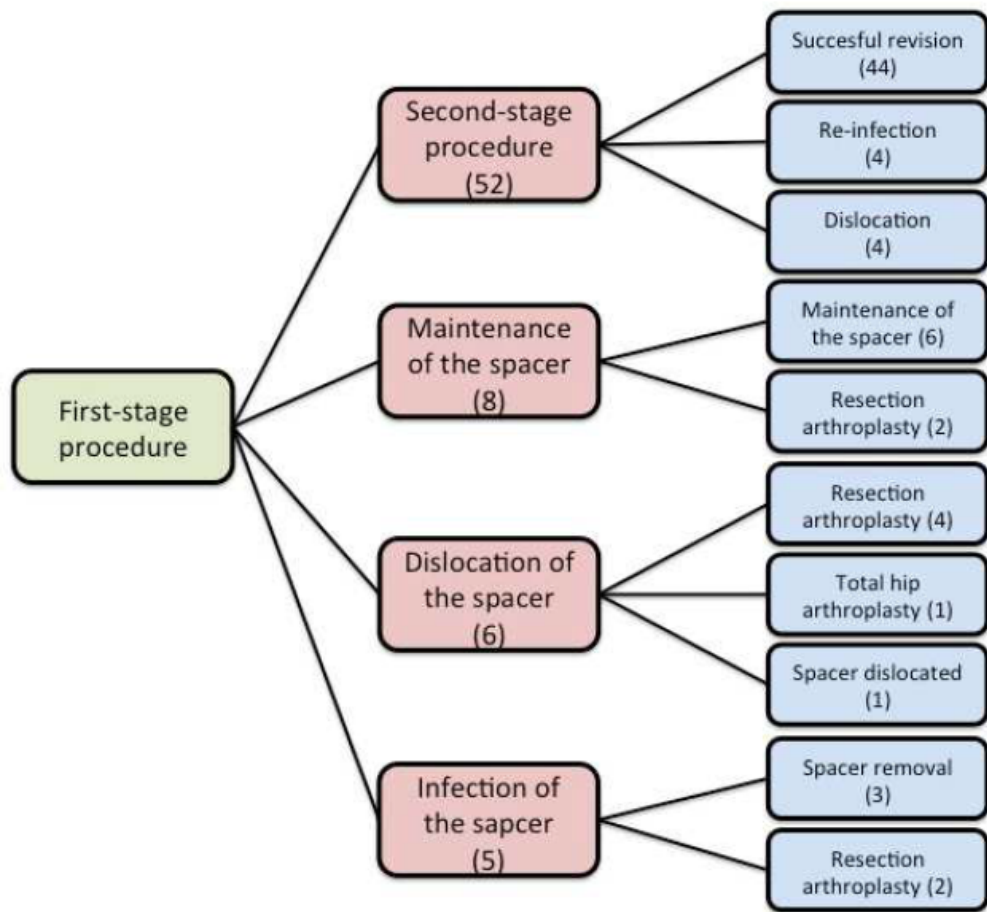 First-stage
procedure
Second-stage
procedure
(52)
Succesful revision
(44)
Re-infection
(4)
Dislocation
(4)
Maintenance
of the spacer
(8)
Maintenance of
the spacer (6)
Resection
arthroplasty (2)
Dislocation of
the spacer
(6)
Resection
arthroplasty (4)
Total hip
arthroplasty (1)
Spacer dislocated
(1)
Infection of
the sapcer
(5)
Spacer removal
(3)
Resection
arthroplasty (2)